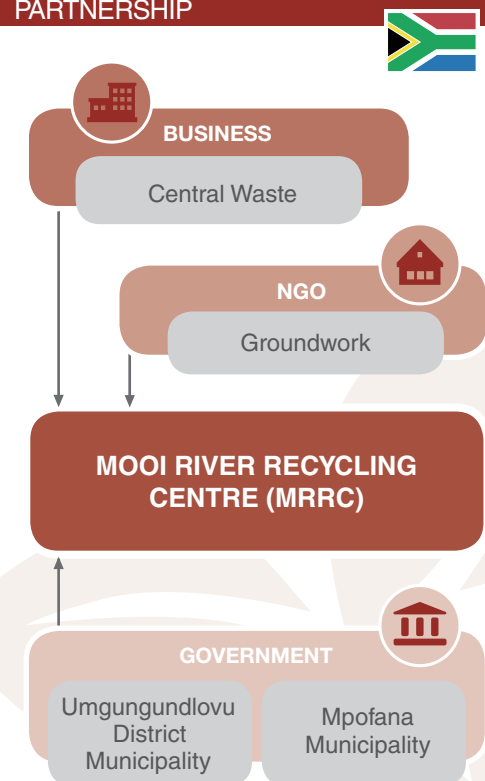 PARTNERSHIP
BUSINESS
Central Waste
NGO
Groundwork
MOOI RIVER RECYCLING
CENTRE (MRRC)
GOVERNMENT
Umgungundlovu
District
Municipality
Mpofana
Municipality